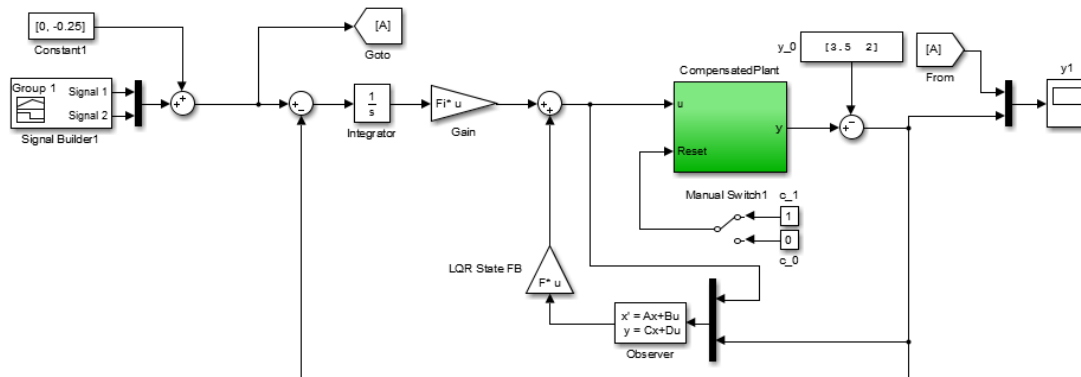 [0, -0.25]
Constant1
[A]
Goto
y_0
[3.5 2]
[A]
From
y1
Group 1
Signal 1
Signal 2
Signal Builder1
1
s
Integrator
Fi* u
Gain
CompensatedPlant
u
y
Reset
Manual Switch1
c_1
1
0
c_0
LQR State FB
F* u
x' = Ax+Bu
y = Cx+Du
Observer